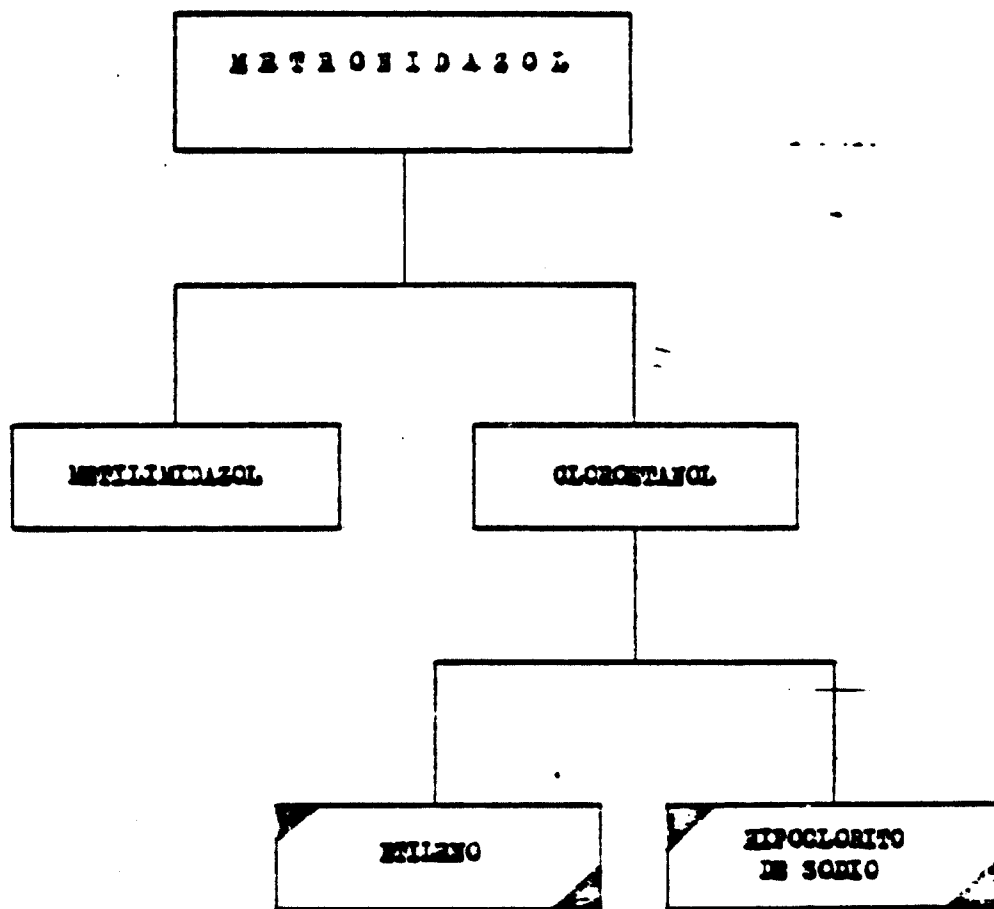 METRONIDAZOL
METILIMIDAZOL
CLOROETANOL
ETILENO
HIPOCLORITO
DE SODIO